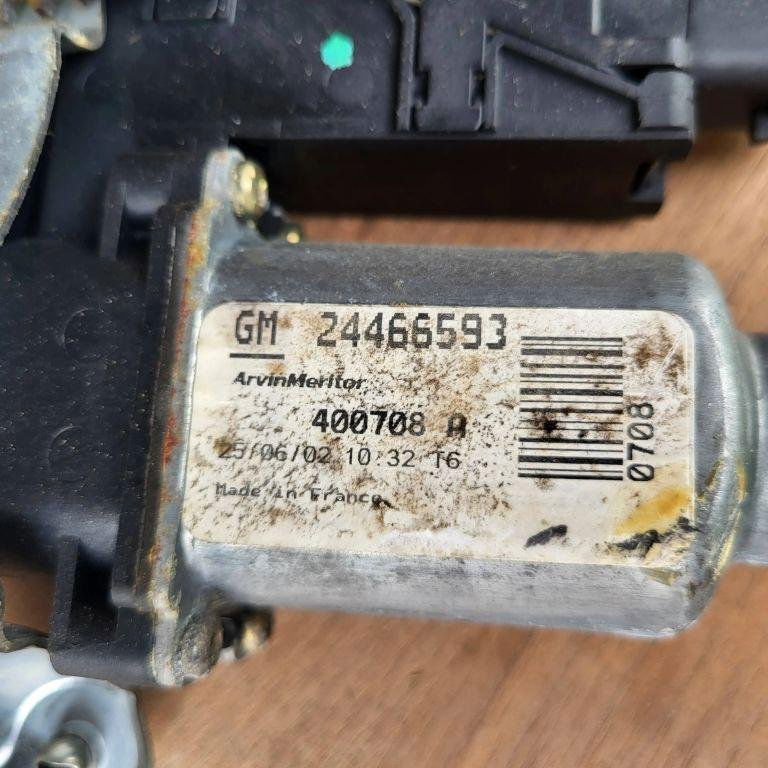 GM 24466593
ArvinMeritor
400708 A
25/06/02 10:32 T6
Made in France
0708